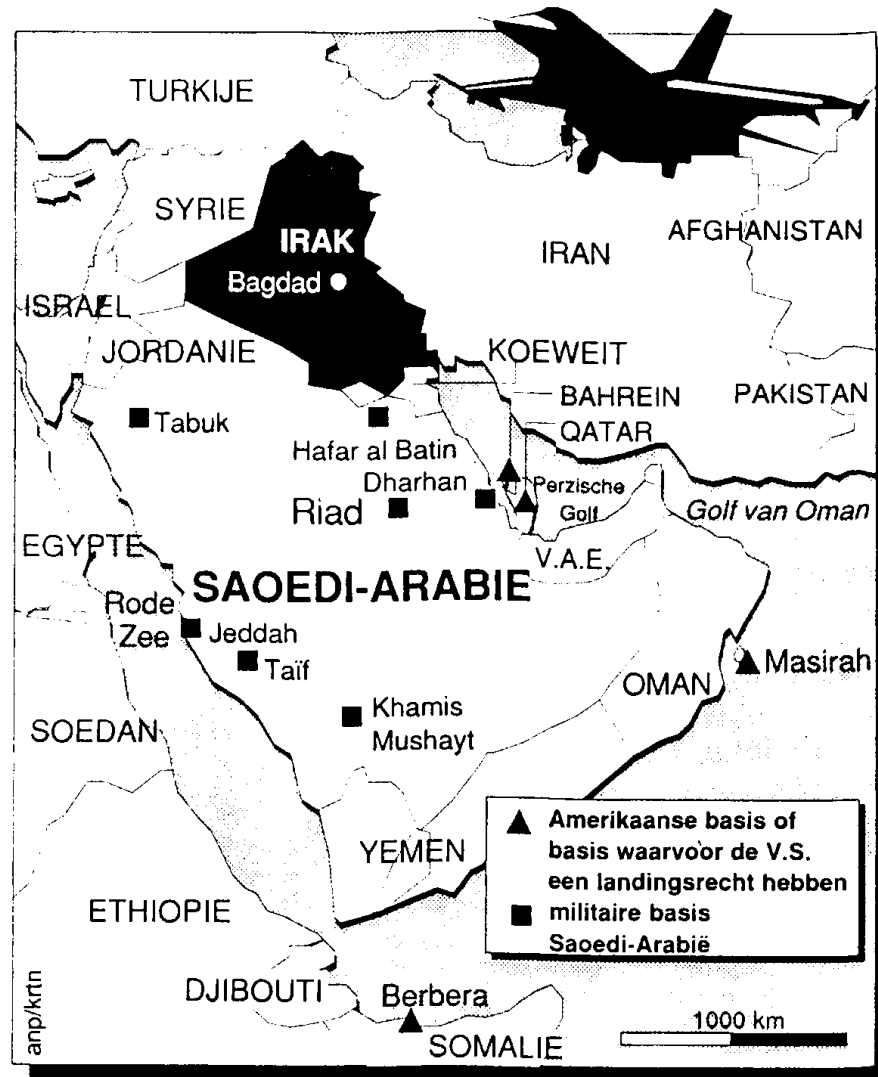 TURKIJE
SYRIE
IRAK
Bagdad
IRAN
AFGHANISTAN
ISRAEL
JORDANIE
KOEWEIT
BAHREIN
PAKISTAN
QATAR
Tabuk
Hafar al Batin
Dharhan
Riad
Perzische
Golf
Golf van Oman
EGYPTE
V.A.E.
SAOEDI-ARABIE
Rode
Zee
Jeddah
Taïf
Masirah
OMAN
Khamis
Mushayt
SOEDAN
YEMEN
ETHIOPIE
DJIBOUTI
Berbera
SOMALIE
Amerikaanse basis of
basis waarvoor de V.S.
een landingsrecht hebben
militaire basis
Saoedi-Arabië
1000 km
anp/krtn